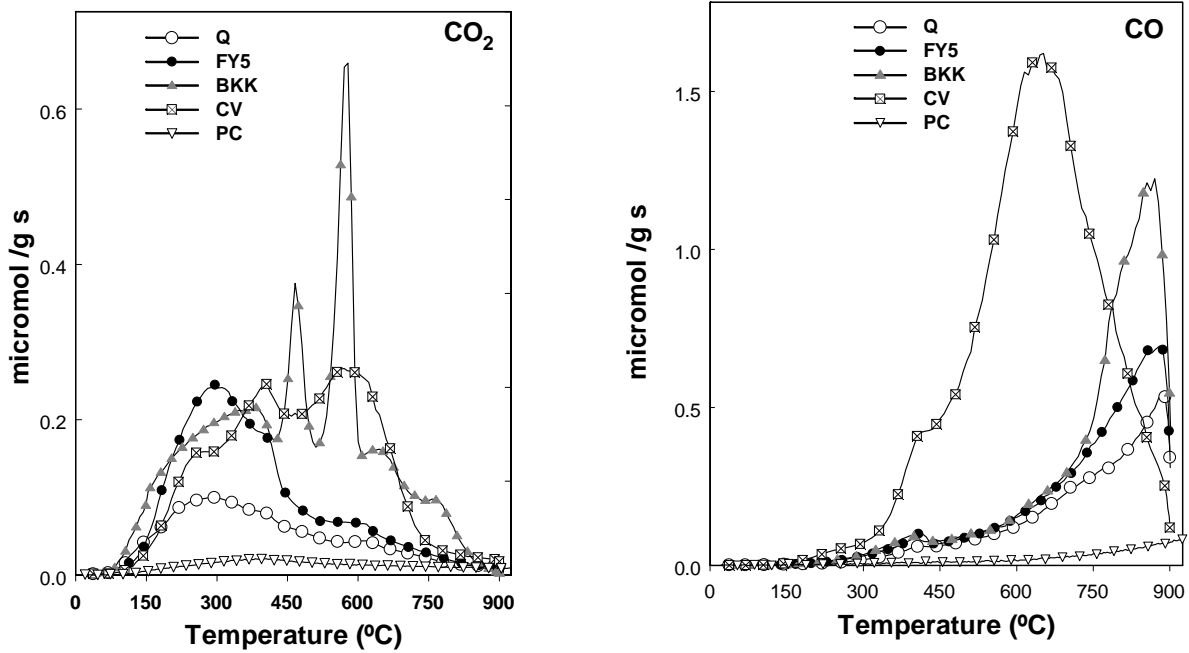 CO2
Q
FY5
BKK
CV
PC
micromol /g s
0.6
0.4
0.2
0.0
0 150 300 450 600 750 900
Temperature (ºC)
CO
Q
FY5
BKK
CV
PC
micromol /g s
1.5
1.0
0.5
0.0
0 150 300 450 600 750 900
Temperature (ºC)